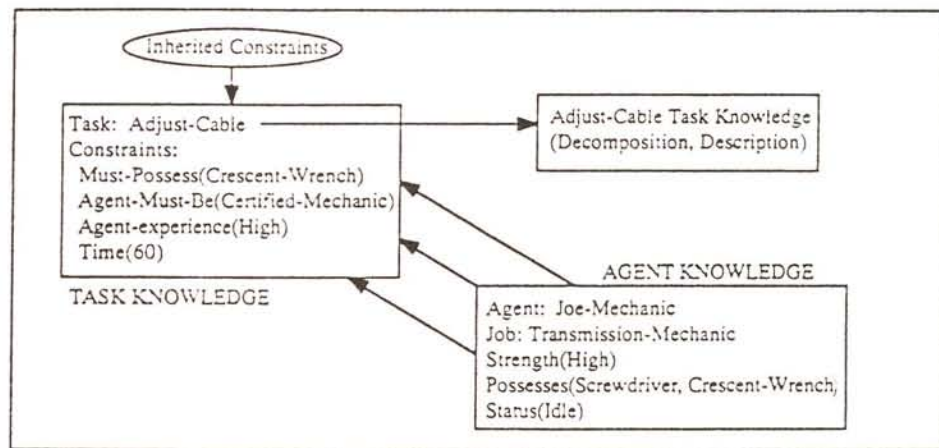 Inherited Constraints
Task: Adjust-Cable
Constraints:
Must-Possess(Crescent-Wrench)
Agent-Must-Be(Certified-Mechanic)
Agent-experience(High)
Time(60)
TASK KNOWLEDGE
Adjust-Cable Task Knowledge
(Decomposition, Description)
AGENT KNOWLEDGE
Agent: Joe-Mechanic
Job: Transmission-Mechanic
Strength(High)
Possesses(Screwdriver, Crescent-Wrench,
Status(Idle)